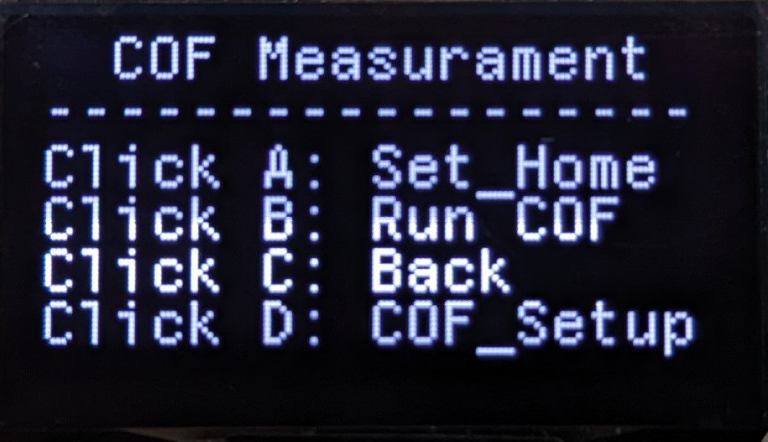 COF Measurament
------------------
Click A: Set_Home
Click B: Run COF
Click C: Back
Click D: COF_Setup